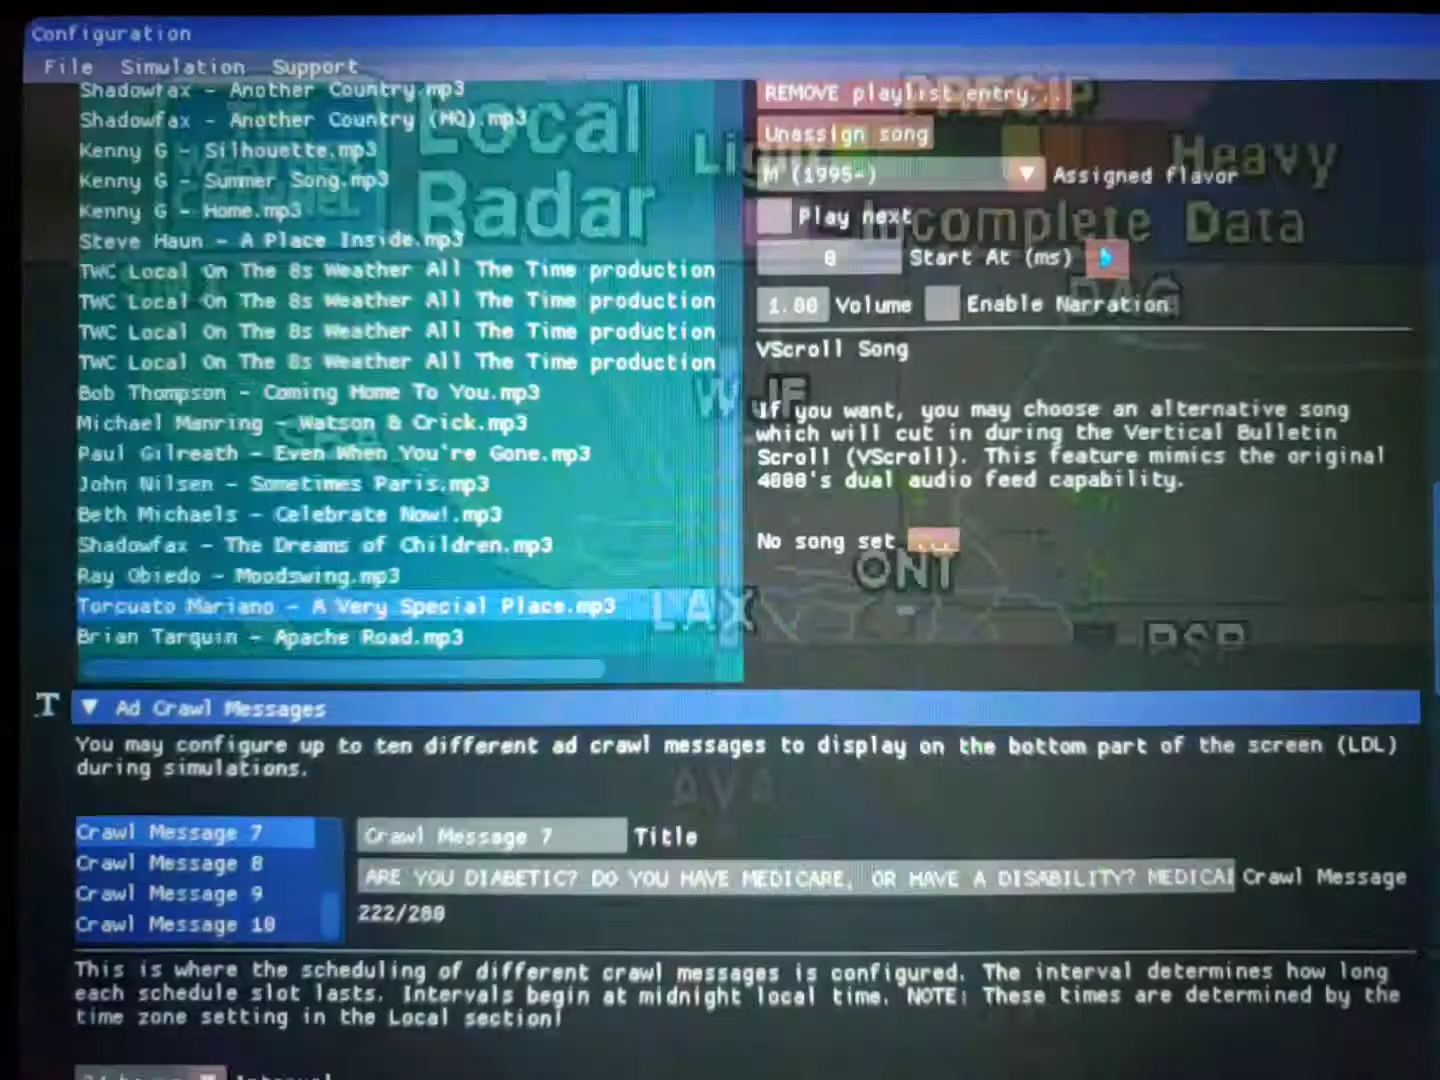 Configuration
File Simulation Support
Shadowfax - Another Country.mp3
Shadowfax - Another Country (HQ).mp3
Kenny G - Silhouette.mp3
Kenny G - Summer Song.mp3
Kenny G - Home.mp3
Steve Haun - A Place Inside.mp3
TWC Local On The 8s Weather All The Time production
TWC Local On The 8s Weather All The Time production
TWC Local On The 8s Weather All The Time production
TWC Local On The 8s Weather All The Time production
Bob Thompson - Coming Home To You.mp3
Michael Manring - Watson & Crick.mp3
Paul Gilreath - Even When You're Gone.mp3
John Nilsen - Sometimes Paris.mp3
Beth Michaels - Celebrate Now!.mp3
Shadowfax - The Dreams of Children.mp3
Ray Obiedo - Moodswing.mp3
Torcuato Mariano - A Very Special Place.mp3
Brian Tarquin - Apache Road.mp3
Local
Radar
REMOVE playlist entry...
PRECIP
Unassign song
Light
Heavy
M (1995-) Assigned flavor
Play next
Incomplete Data
0 Start At (ms)
1.00 Volume Enable Narration
VScroll Song
WJF
If you want, you may choose an alternative song
which will cut in during the Vertical Bulletin
Scroll (VScroll). This feature mimics the original
4000's dual audio feed capability.
No song set ...
ONT
LAX
PSP
Ad Crawl Messages
You may configure up to ten different ad crawl messages to display on the bottom part of the screen (LDL)
during simulations.
AVA
Crawl Message 7
Crawl Message 8
Crawl Message 9
Crawl Message 10
Crawl Message 7 Title
ARE YOU DIABETIC? DO YOU HAVE MEDICARE, OR HAVE A DISABILITY? MEDICAI Crawl Message
222/280
This is where the scheduling of different crawl messages is configured. The interval determines how long
each schedule slot lasts. Intervals begin at midnight local time. NOTE: These times are determined by the
time zone setting in the Local section!
Interval